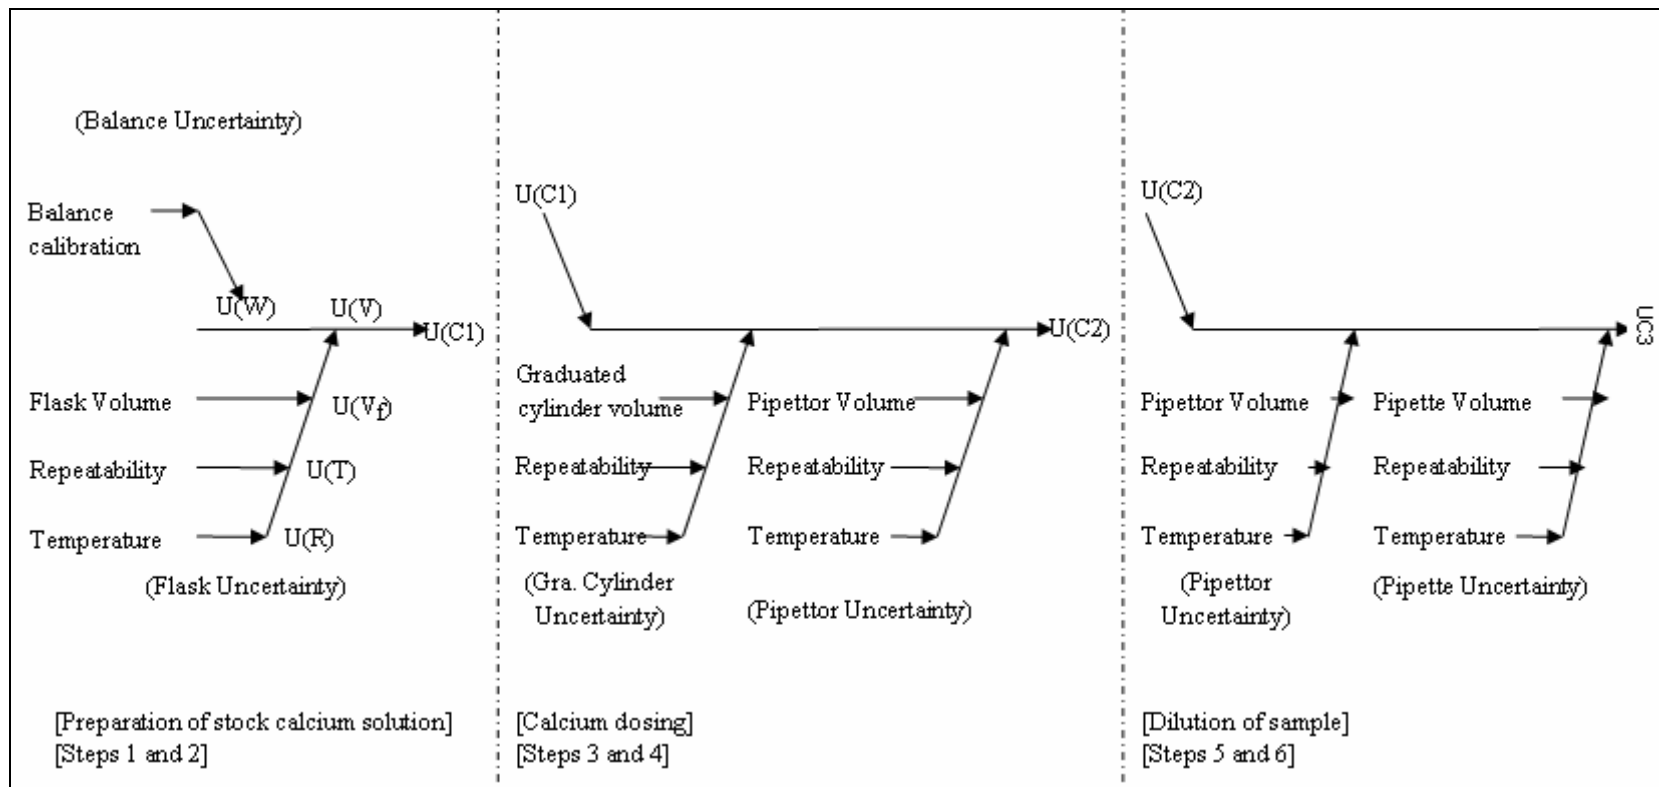 (Balance Uncertainty)
Balance
calibration
U(W)
U(V)
U(C1)
Flask Volume
U(Vf)
Repeatability
U(T)
Temperature
U(R)
(Flask Uncertainty)
[Preparation of stock calcium solution]
[Steps 1 and 2]
U(C1)
U(C2)
Graduated
cylinder volume
Pipettor Volume
Repeatability
Repeatability
Temperature
Temperature
(Gra. Cylinder
Uncertainty)
(Pipettor Uncertainty)
[Calcium dosing]
[Steps 3 and 4]
U(C2)
UC3
Pipettor Volume
Pipette Volume
Repeatability
Repeatability
Temperature
Temperature
(Pipettor
Uncertainty)
(Pipette Uncertainty)
[Dilution of sample]
[Steps 5 and 6]